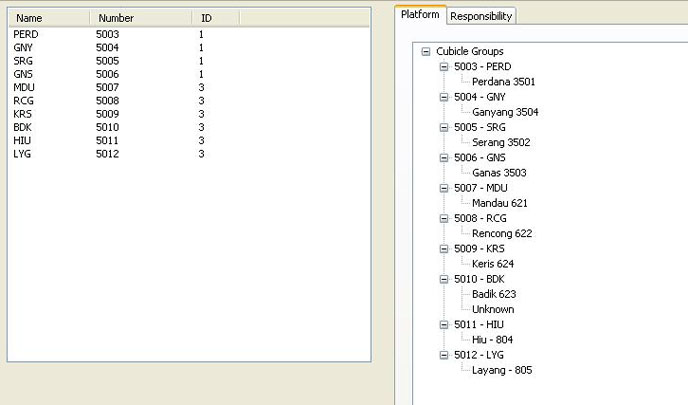 Name Number ID
PERD 5003 1
GNY 5004 1
SRG 5005 1
GNS 5006 1
MDU 5007 3
RCG 5008 3
KRS 5009 3
BDK 5010 3
HIU 5011 3
LYG 5012 3
Platform Responsibility
Cubicle Groups
5003 - PERD
Perdana 3501
5004 - GNY
Ganyang 3504
5005 - SRG
Serang 3502
5006 - GNS
Ganas 3503
5007 - MDU
Mandau 621
5008 - RCG
Rencong 622
5009 - KRS
Keris 624
5010 - BDK
Badik 623
Unknown
5011 - HIU
Hiu - 804
5012 - LYG
Layang - 805